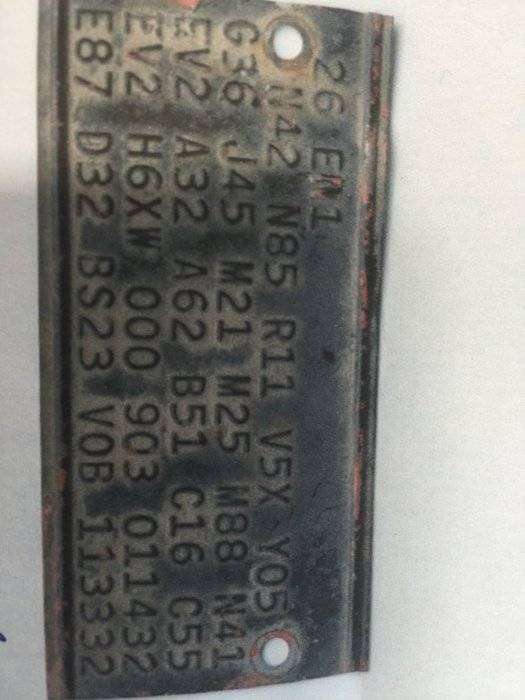 26 EN1
N42 N85 R11 V5X Y05
G36 J45 M21 M25 M88 N41
EV2 A32 A62 B51 C16 C55
EV2 H6XW 000 903 011432
E87 D32 BS23 V0B 113332